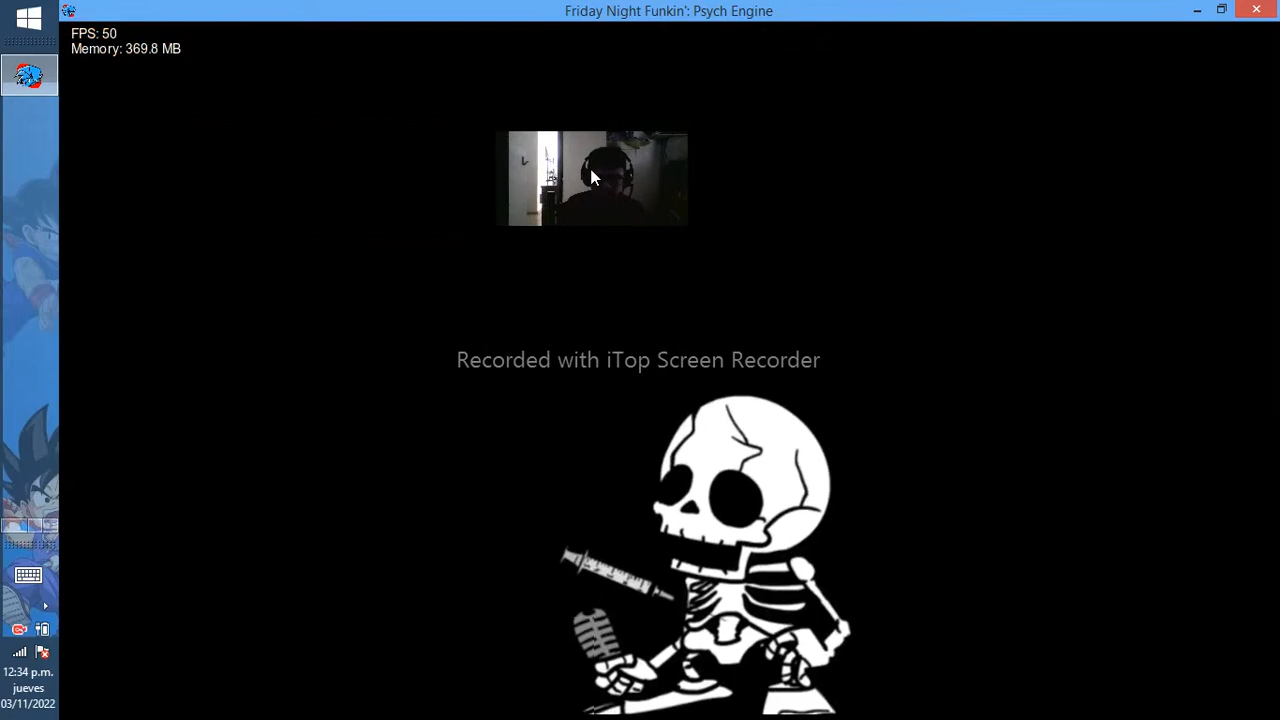 Friday Night Funkin': Psych Engine
FPS: 50
Memory: 369.8 MB
Recorded with iTop Screen Recorder
12:34 p.m.
jueves
03/11/2022